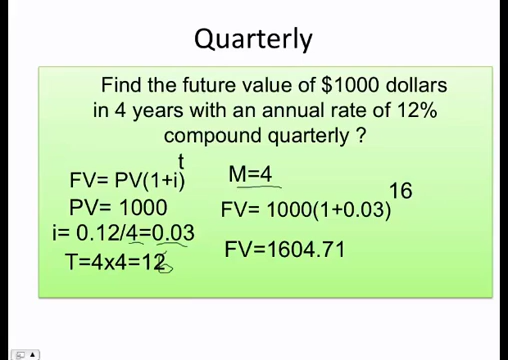 Quarterly
Find the future value of $1000 dollars
in 4 years with an annual rate of 12%
compound quarterly ?
t
FV= PV(1+i)
PV= 1000
i= 0.12/4=0.03
T=4x4=12
M=4
16
FV= 1000(1+0.03)
FV=1604.71